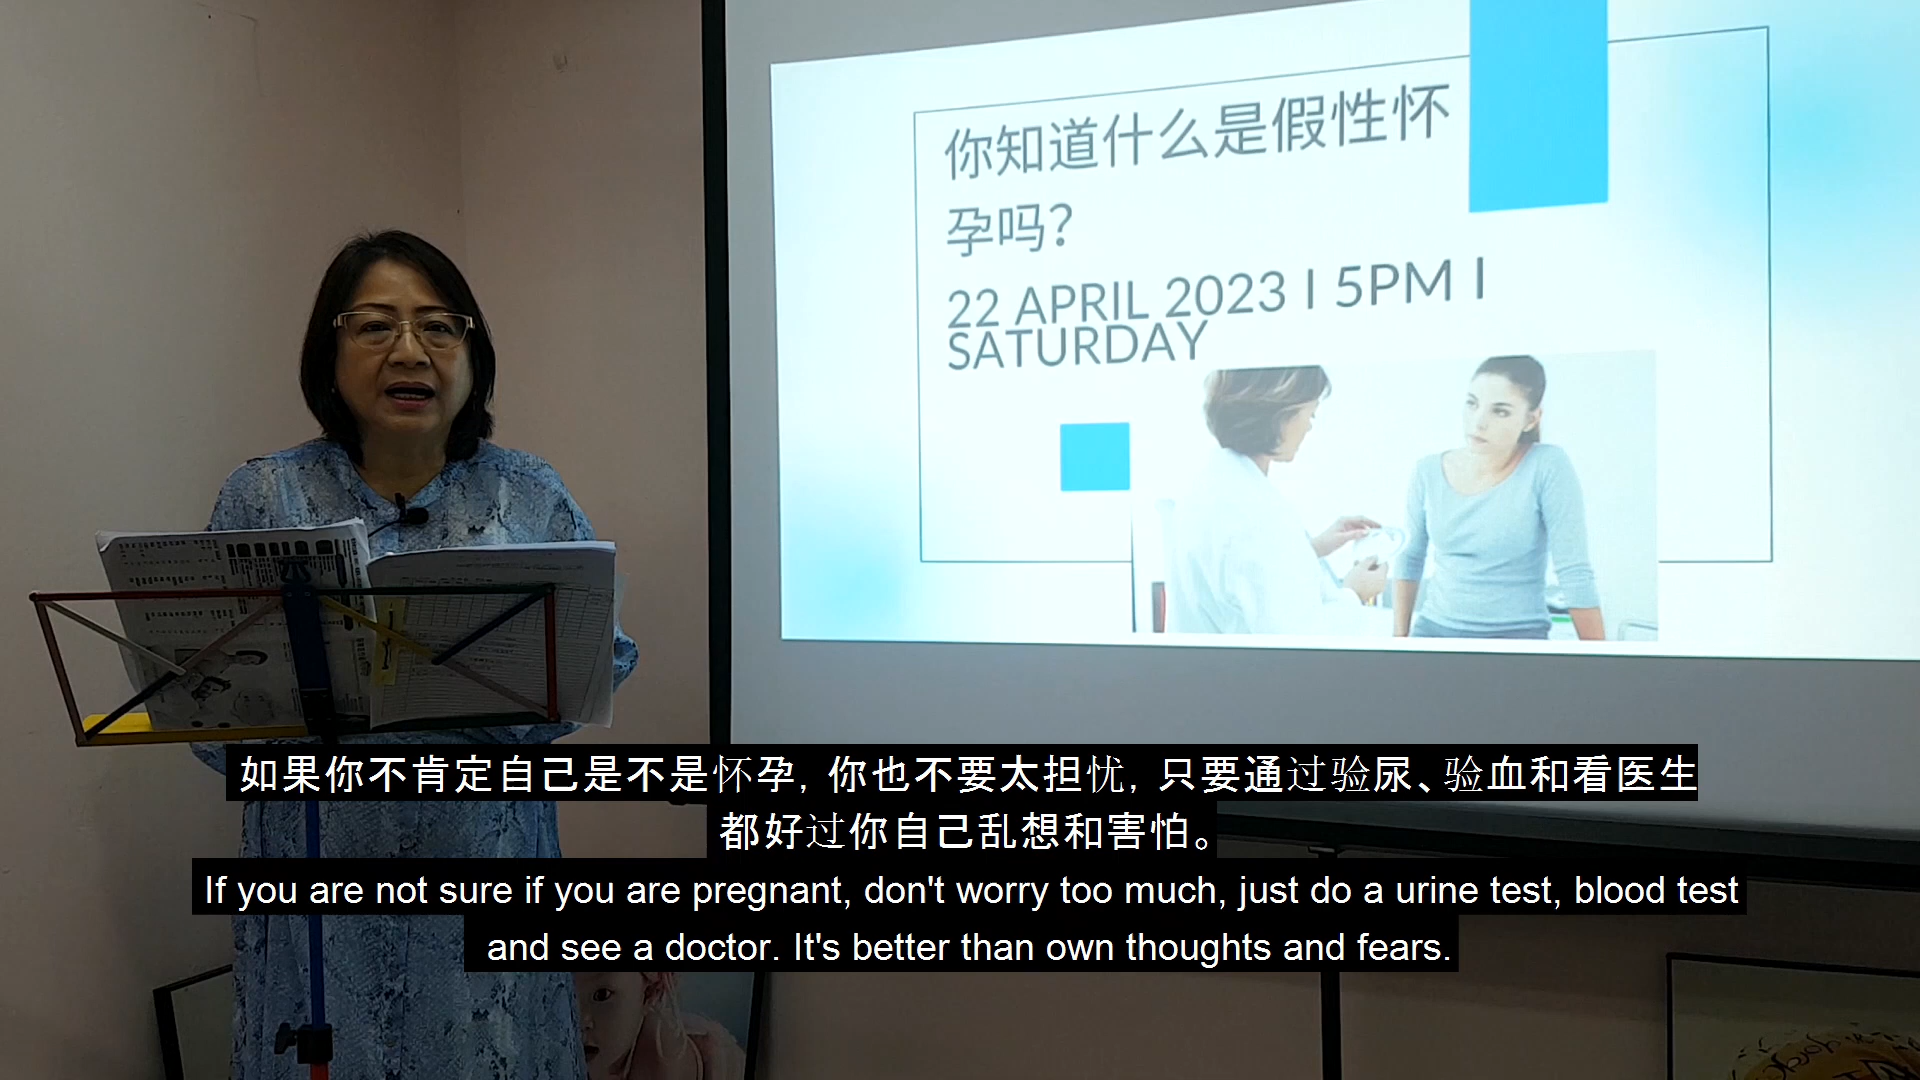 你知道什么是假性怀
孕吗?
22 APRIL 2023 I 5PM I
SATURDAY
如果你不肯定自己是不是怀孕，你也不要太担忧，只要通过验尿、验血和看医生
都好过你自己乱想和害怕。
If you are not sure if you are pregnant, don't worry too much, just do a urine test, blood test
and see a doctor. It's better than own thoughts and fears.